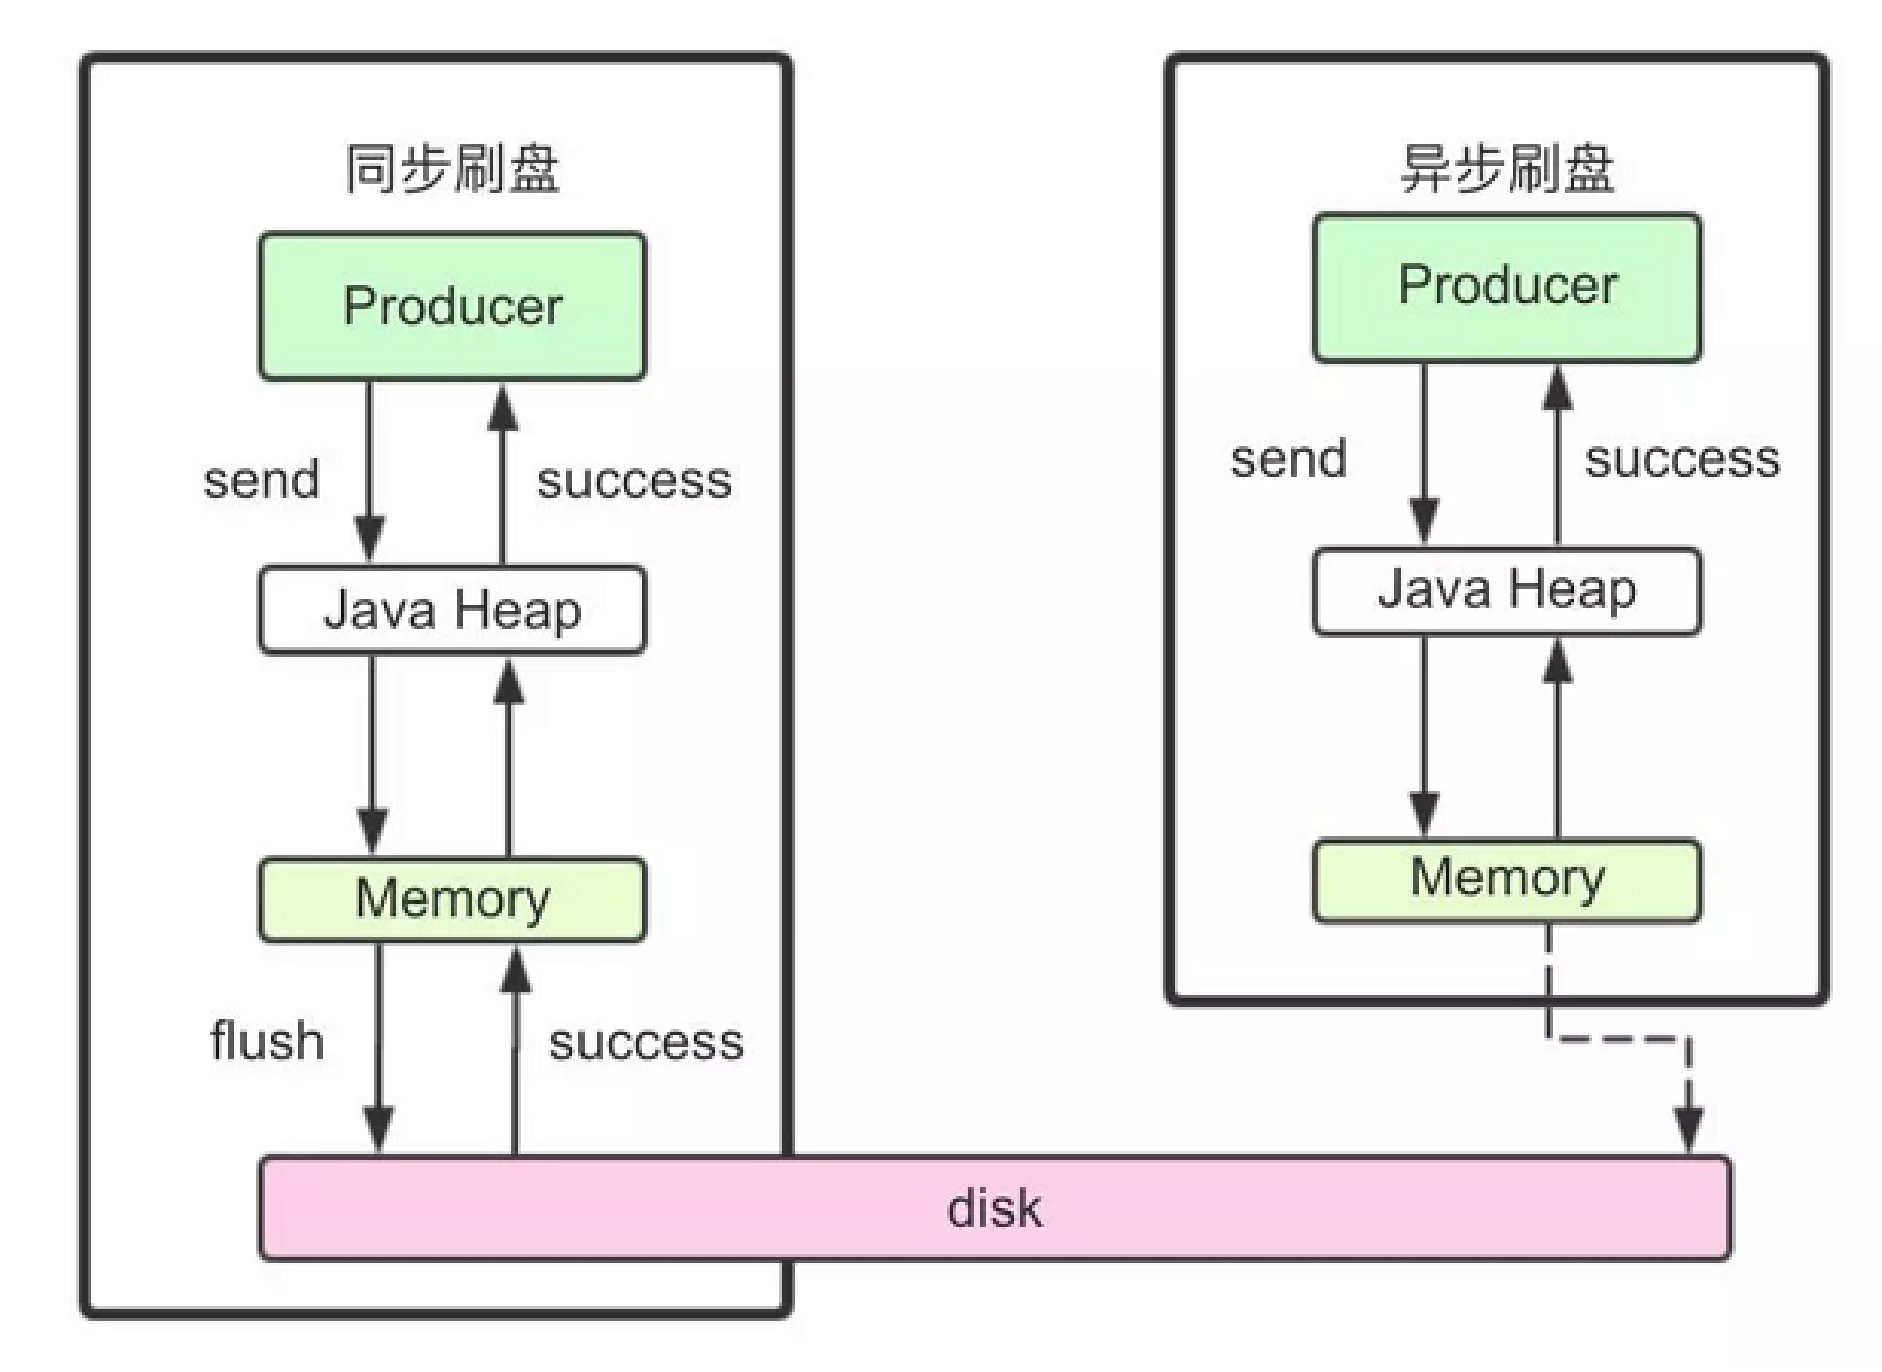 同步刷盘
Producer
send
success
Java Heap
Memory
flush
success
异步刷盘
Producer
send
success
Java Heap
Memory
disk